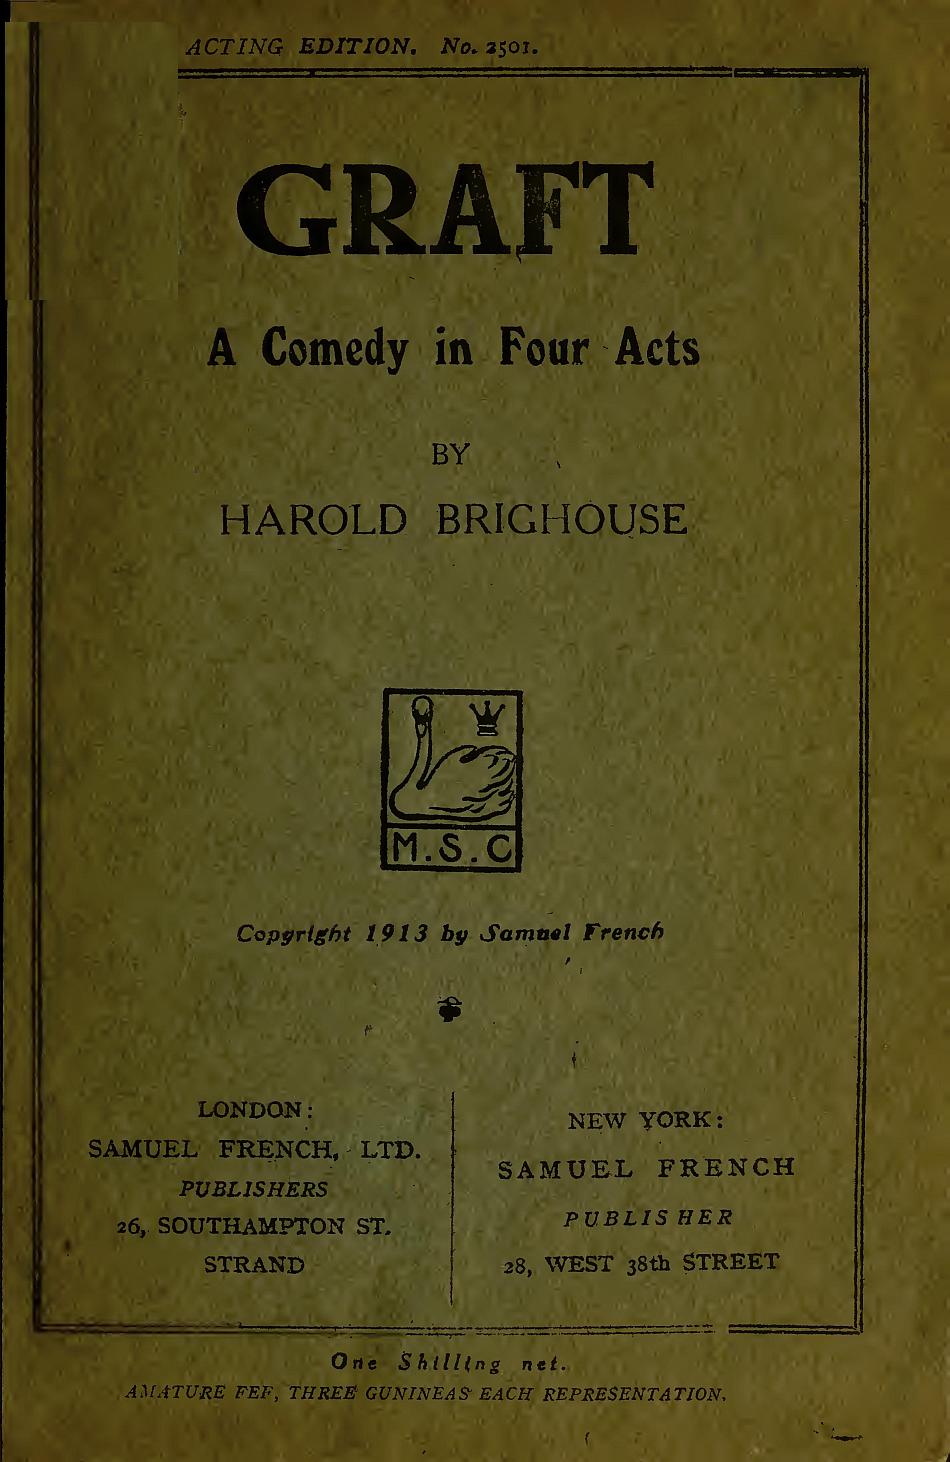 ACTING EDITION. No. 2501.
GRAFT
A Comedy in Four Acts
BY
HAROLD BRIGHOUSE
M.S.C
Copyright 1913 by Samuel French
LONDON:
SAMUEL FRENCH, LTD.
PUBLISHERS
26, SOUTHAMPTON ST.
STRAND
NEW YORK:
SAMUEL FRENCH
PUBLISHER
28, WEST 38th STREET
One Shilling net.
AMATURE FEF, THREE GUNINEAS EACH REPRESENTATION.